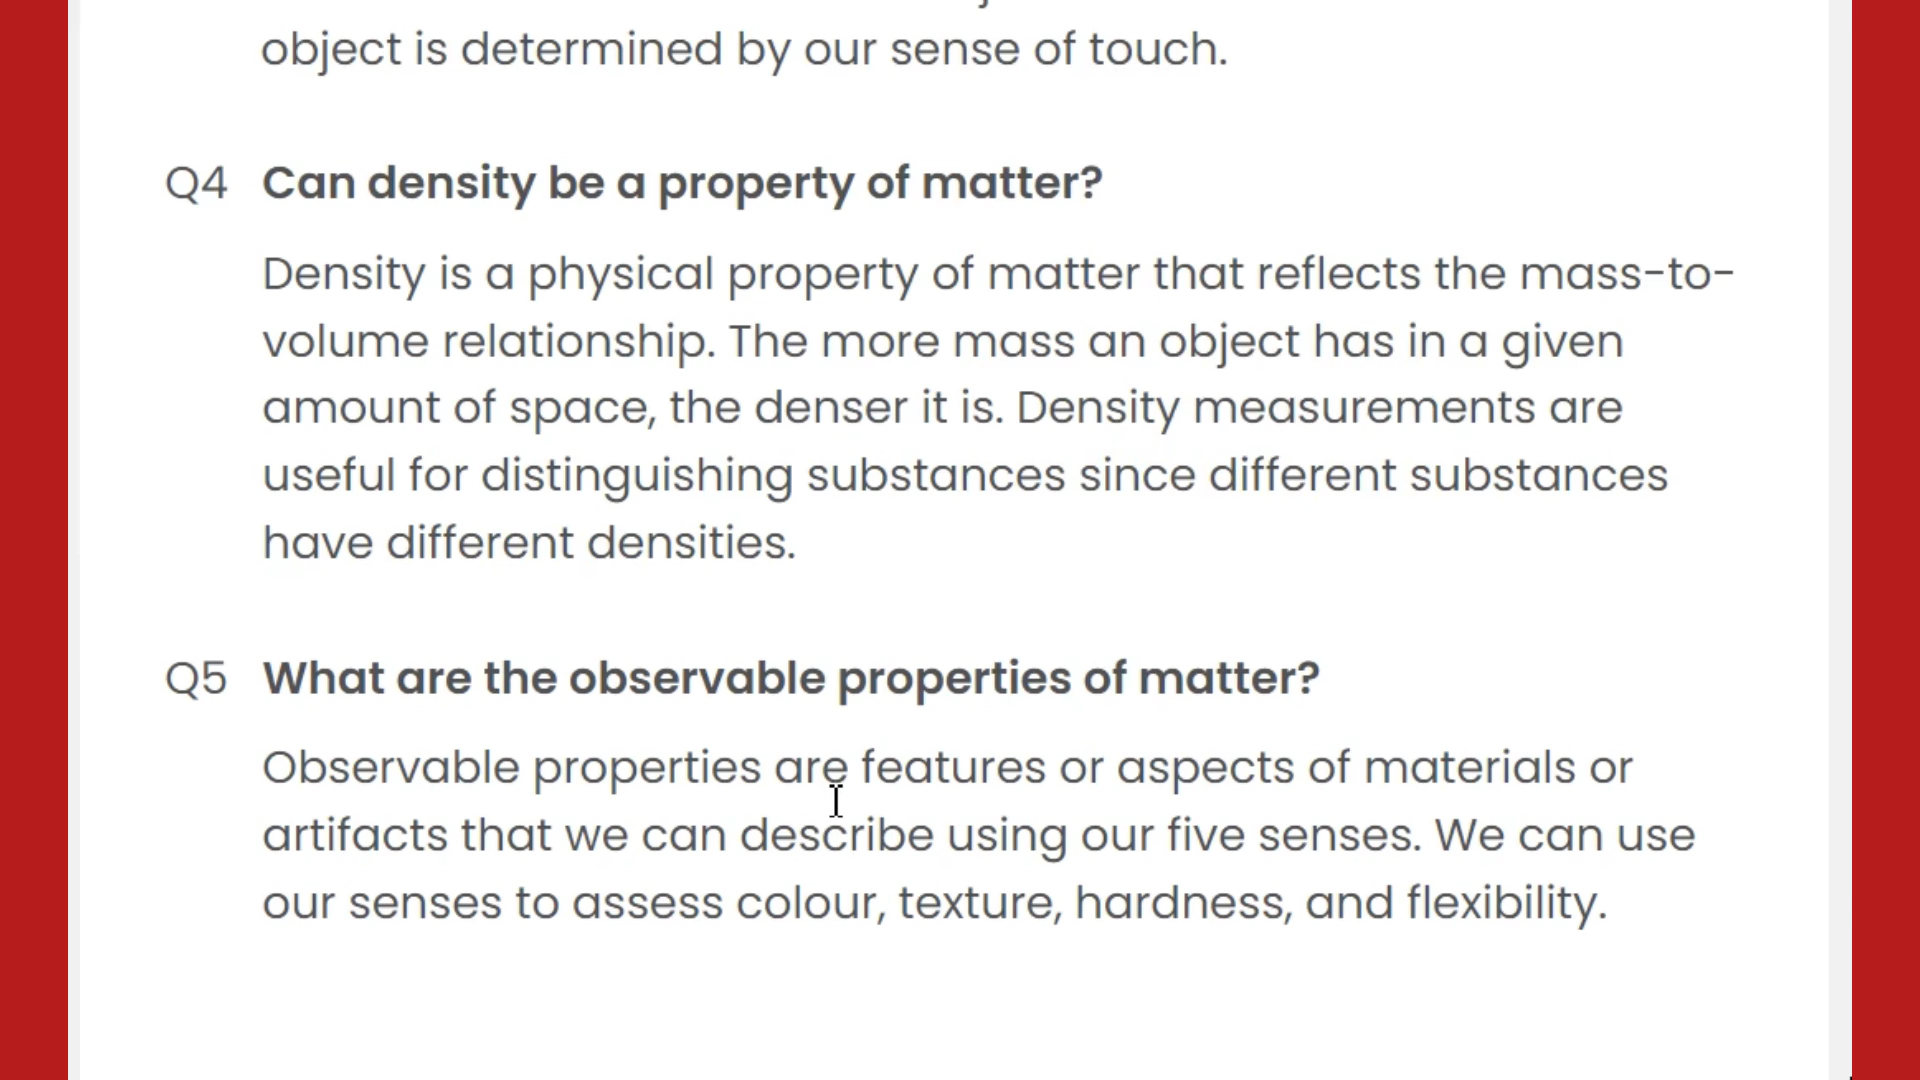 object is determined by our sense of touch.
Q4 Can density be a property of matter?
Density is a physical property of matter that reflects the mass-to-
volume relationship. The more mass an object has in a given
amount of space, the denser it is. Density measurements are
useful for distinguishing substances since different substances
have different densities.
Q5 What are the observable properties of matter?
Observable properties are features or aspects of materials or
artifacts that we can describe using our five senses. We can use
our senses to assess colour, texture, hardness, and flexibility.